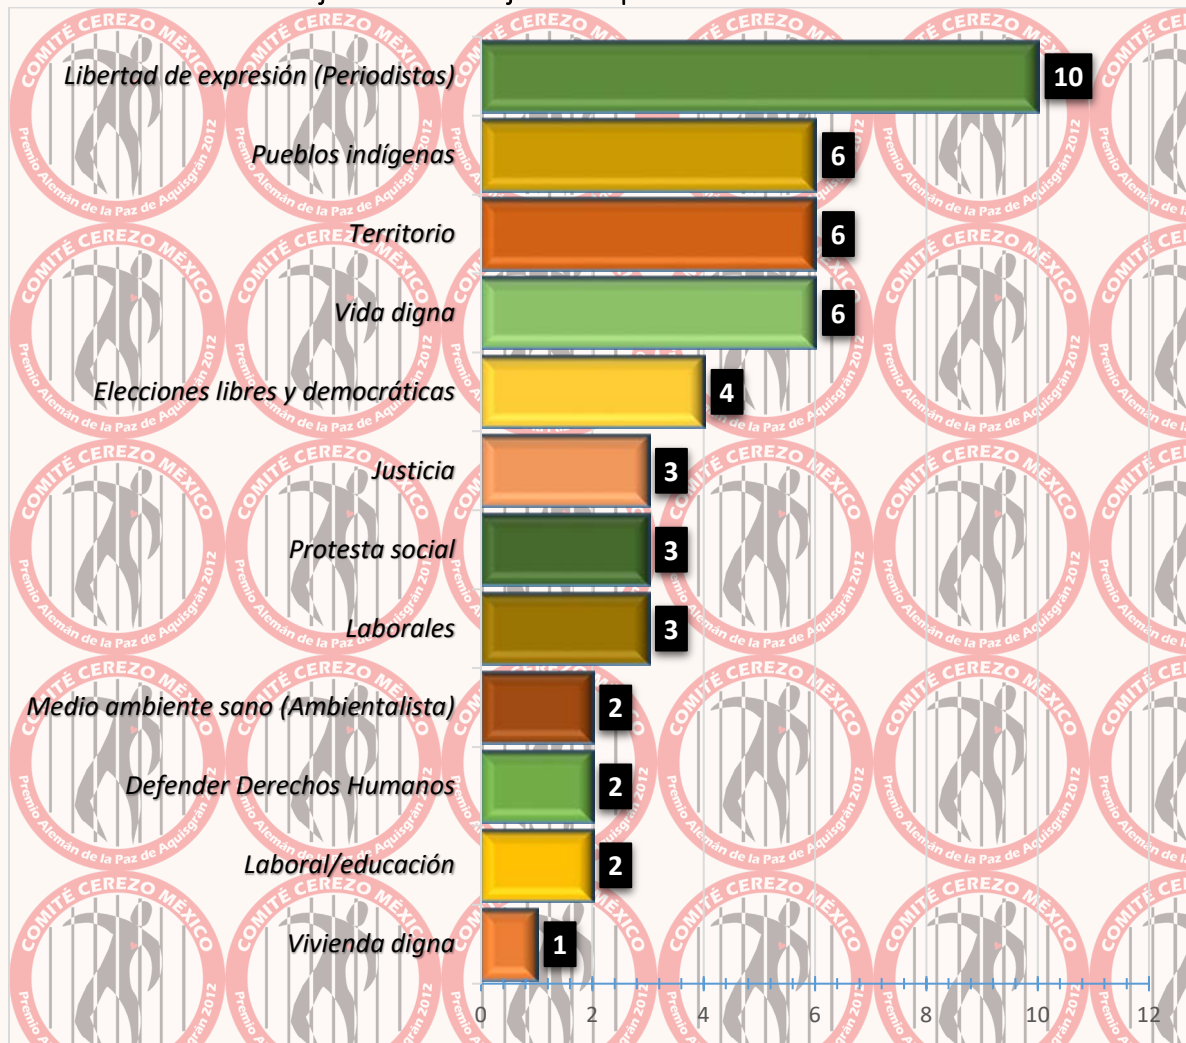 Libertad de expresión (Periodistas) 10
Pueblos indígenas 6
Territorio 6
Vida digna 6
Elecciones libres y democráticas 4
Justicia 3
Protesta social 3
Laborales 3
Medio ambiente sano (Ambientalista) 2
Defender Derechos Humanos 2
Laboral/educación 2
Vivienda digna 1
0 2 4 6 8 10 12
COMITÉ CEREZO MÉXICO
Premio Alemán de la Paz de Aquisgrán 2012